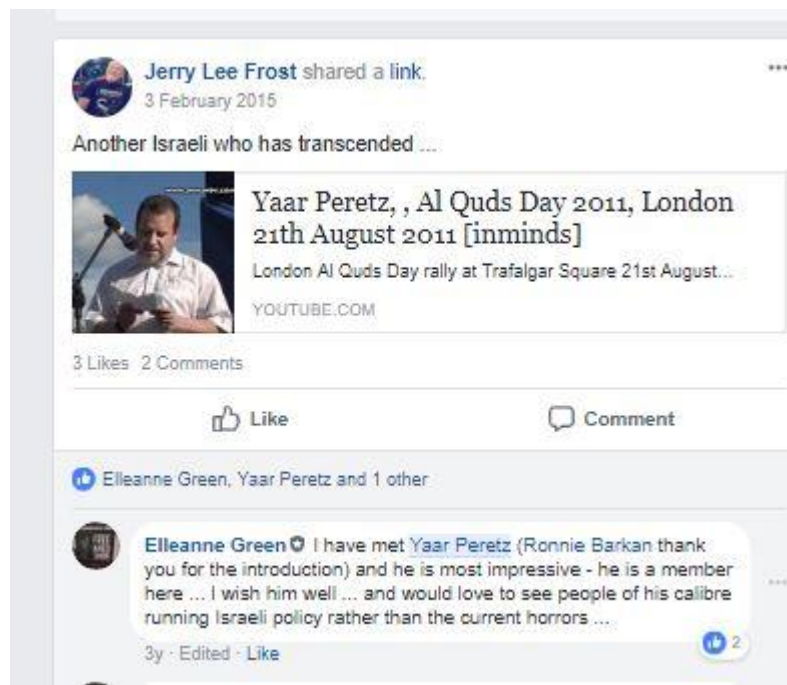 Jerry Lee Frost shared a link.
3 February 2015
Another Israeli who has transcended ...
Yaar Peretz, , Al Quds Day 2011, London
21th August 2011 [inminds]
London Al Quds Day rally at Trafalgar Square 21st August...
YOUTUBE.COM
3 Likes 2 Comments
Like Comment
Elleanne Green, Yaar Peretz and 1 other
Elleanne Green I have met Yaar Peretz (Ronnie Barkan thank
you for the introduction) and he is most impressive - he is a member
here ... I wish him well ... and would love to see people of his calibre
running Israeli policy rather than the current horrors ...
2
3y · Edited · Like